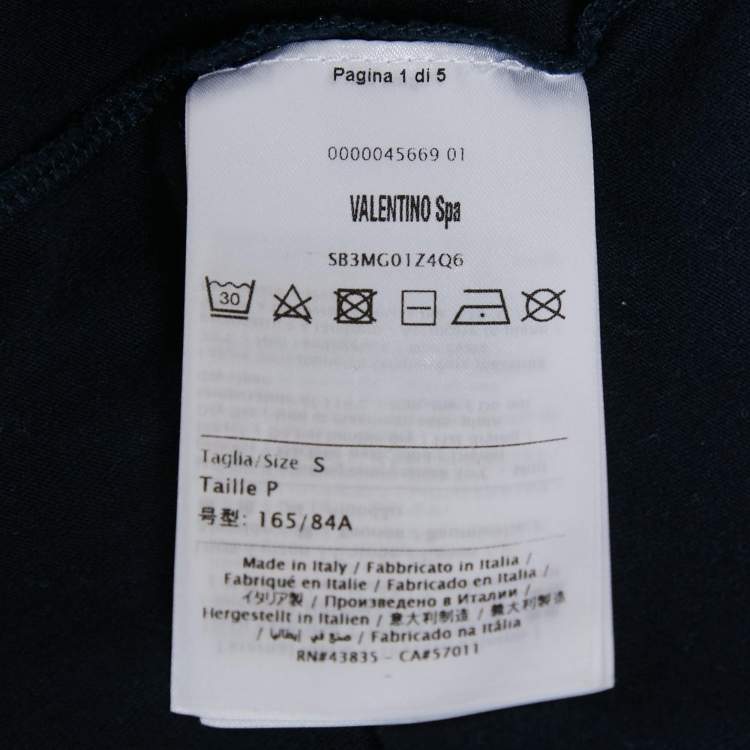 Pagina 1 di 5
0000045669 01
VALENTINO Spa
SB3MG01Z4Q6
30
Taglia/Size S
Taille P
号型: 165/84A
Made in Italy / Fabbricato in Italia /
Fabriqué en Italie / Fabricado en Italia /
イタリア製 / Произведено в Италии /
Hergestellt in Italien / 意大利制造 / 義大利製造
/ صنع في إيطاليا / Fabricado na Itália
RN#43835 - CA#57011